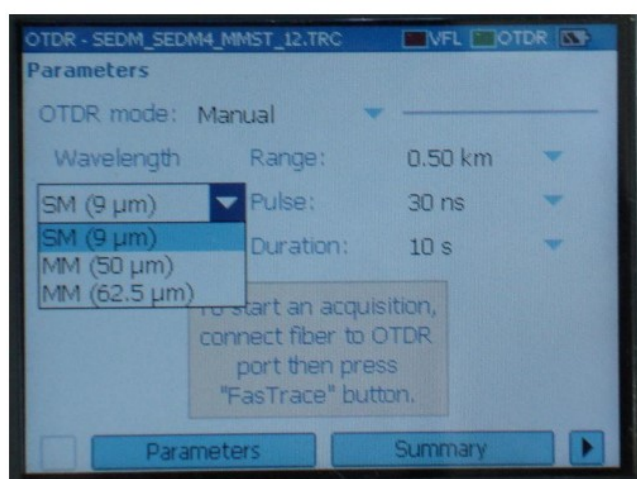 OTDR - SEDM_SEDM4_MMST_12.TRC VFL OTDR
Parameters
OTDR mode: Manual
Wavelength Range: 0.50 km
SM (9 µm) Pulse: 30 ns
SM (9 µm)
Duration: 10 s
MM (50 µm)
MM (62.5 µm)
To start an acquisition,
connect fiber to OTDR
port then press
"FasTrace" button.
Parameters Summary